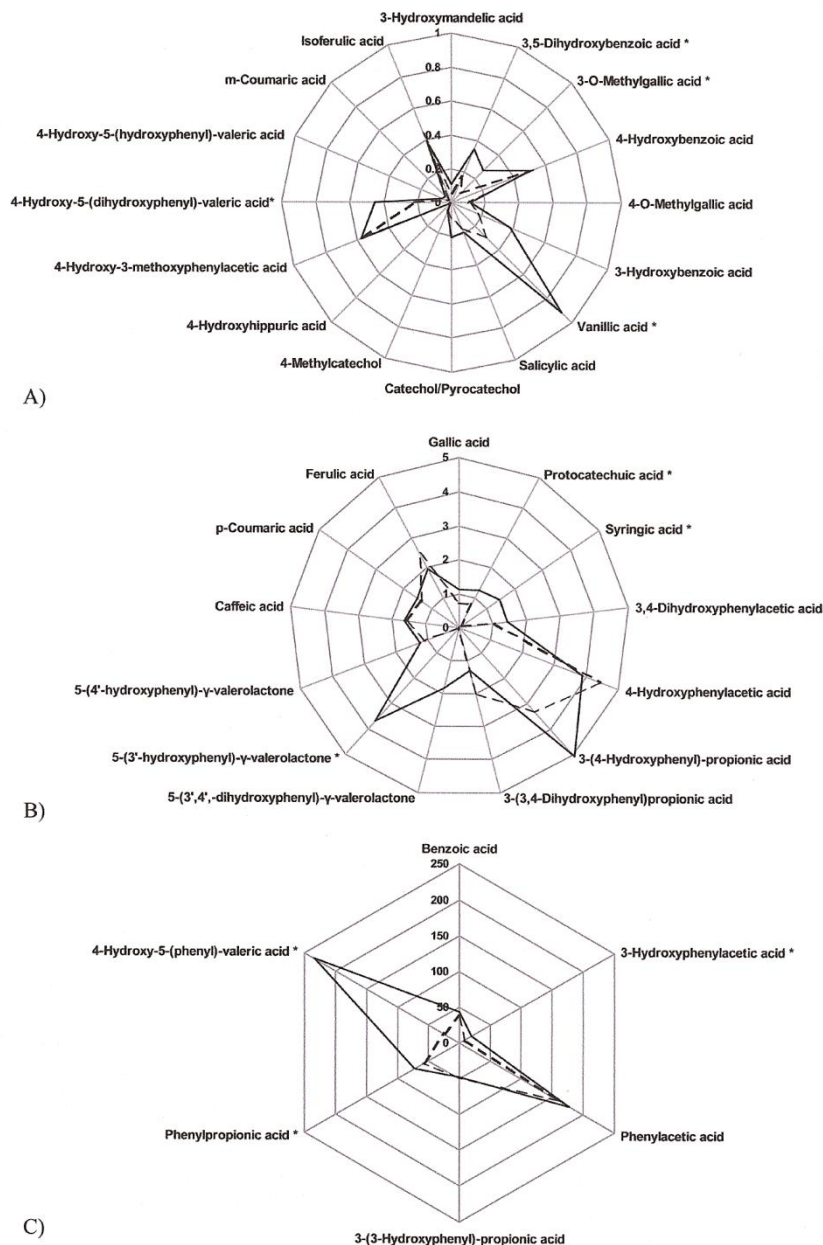 3-Hydroxymandelic acid
1
Isoferulic acid
3,5-Dihydroxybenzoic acid *
0.8
m-Coumaric acid
3-O-Methylgallic acid *
0.6
4-Hydroxy-5-(hydroxyphenyl)-valeric acid
0.4
4-Hydroxybenzoic acid
0.2
4-Hydroxy-5-(dihydroxyphenyl)-valeric acid*
0
4-O-Methylgallic acid
4-Hydroxy-3-methoxyphenylacetic acid
3-Hydroxybenzoic acid
4-Hydroxyhippuric acid
Vanillic acid *
4-Methylcatechol
Salicylic acid
Catechol/Pyrocatechol
A)
Gallic acid
5
Ferulic acid
Protocatechuic acid *
4
p-Coumaric acid
Syringic acid *
3
2
Caffeic acid
3,4-Dihydroxyphenylacetic acid
1
0
5-(4'-hydroxyphenyl)-γ-valerolactone
4-Hydroxyphenylacetic acid
5-(3'-hydroxyphenyl)-γ-valerolactone *
3-(4-Hydroxyphenyl)-propionic acid
5-(3',4',-dihydroxyphenyl)-γ-valerolactone
3-(3,4-Dihydroxyphenyl)propionic acid
B)
Benzoic acid
250
200
4-Hydroxy-5-(phenyl)-valeric acid *
3-Hydroxyphenylacetic acid *
150
100
50
0
Phenylpropionic acid *
Phenylacetic acid
3-(3-Hydroxyphenyl)-propionic acid
C)